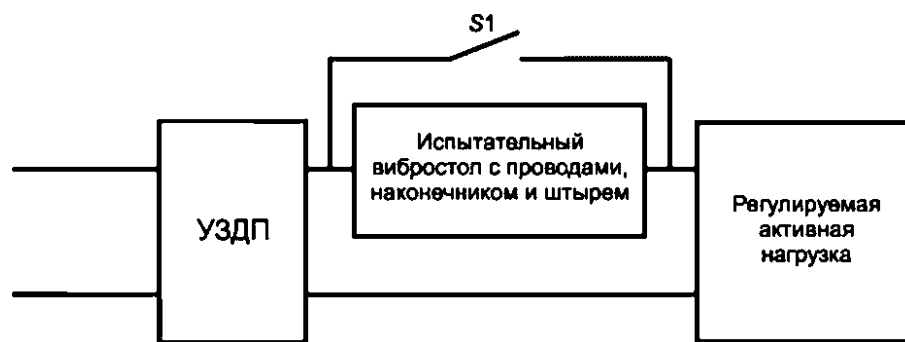 S1
Испытательный
вибростол с проводами,
наконечником и штырем
УЗДП
Регулируемая
активная
нагрузка